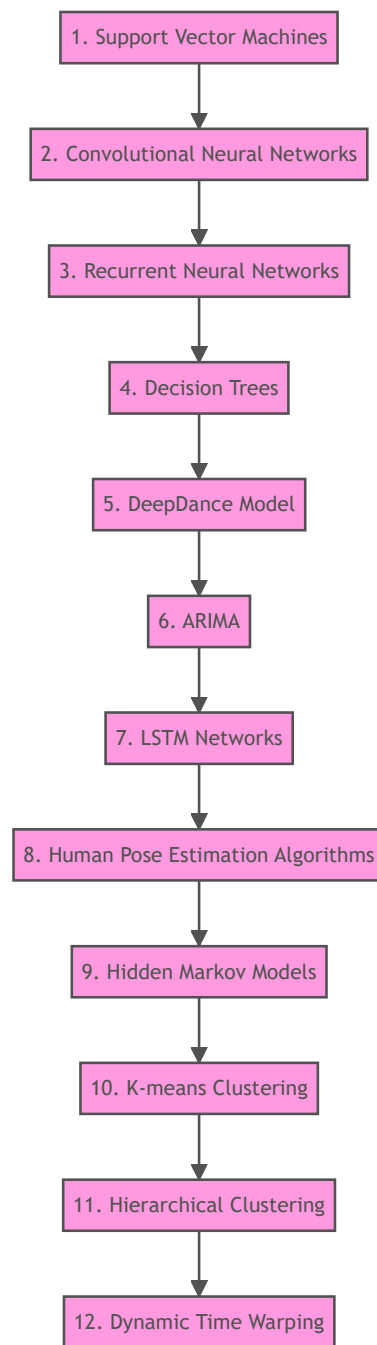 1. Support Vector Machines
2. Convolutional Neural Networks
3. Recurrent Neural Networks
4. Decision Trees
5. DeepDance Model
6. ARIMA
7. LSTM Networks
8. Human Pose Estimation Algorithms
9. Hidden Markov Models
10. K-means Clustering
11. Hierarchical Clustering
12. Dynamic Time Warping